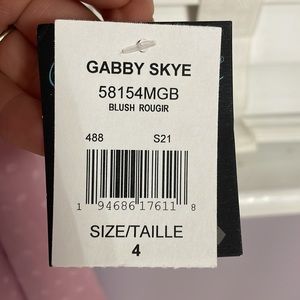 GABBY SKYE
58154MGB
BLUSH ROUGIR
488 S21
1 94686 17611 8
SIZE/TAILLE
4